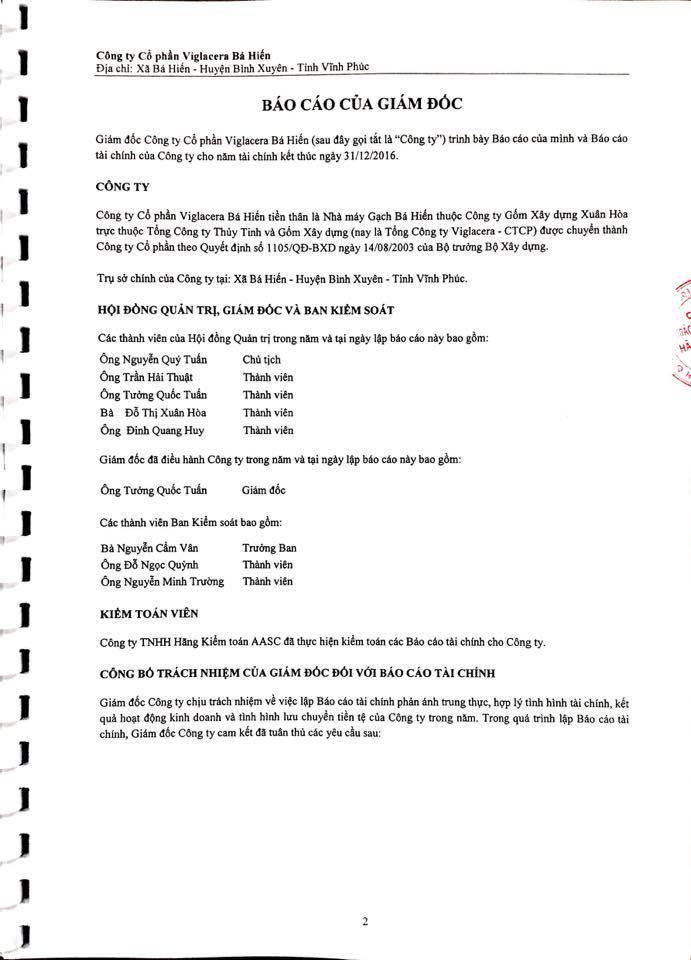 Công ty Cổ phần Viglacera Bá Hiến
Địa chỉ: Xã Bá Hiến - Huyện Bình Xuyên - Tỉnh Vĩnh Phúc
BÁO CÁO CỦA GIÁM ĐỐC
Giám đốc Công ty Cổ phần Viglacera Bá Hiến (sau đây gọi tắt là “Công ty”) trình bày Báo cáo của mình và Báo cáo
tài chính của Công ty cho năm tài chính kết thúc ngày 31/12/2016.
CÔNG TY
Công ty Cổ phần Viglacera Bá Hiến tiền thân là Nhà máy Gạch Bá Hiến thuộc Công ty Gốm Xây dựng Xuân Hòa
trực thuộc Tổng Công ty Thủy Tinh và Gốm Xây dựng (nay là Tổng Công ty Viglacera - CTCP) được chuyển thành
Công ty Cổ phần theo Quyết định số 1105/QĐ-BXD ngày 14/08/2003 của Bộ trưởng Bộ Xây dựng.
Trụ sở chính của Công ty tại: Xã Bá Hiến - Huyện Bình Xuyên - Tỉnh Vĩnh Phúc.
HỘI ĐỒNG QUẢN TRỊ, GIÁM ĐỐC VÀ BAN KIỂM SOÁT
Các thành viên của Hội đồng Quản trị trong năm và tại ngày lập báo cáo này bao gồm:
Ông Nguyễn Quý Tuấn Chủ tịch
Ông Trần Hải Thuật Thành viên
Ông Tưởng Quốc Tuấn Thành viên
Bà Đỗ Thị Xuân Hòa Thành viên
Ông Đinh Quang Huy Thành viên
Giám đốc đã điều hành Công ty trong năm và tại ngày lập báo cáo này bao gồm:
Ông Tưởng Quốc Tuấn Giám đốc
Các thành viên Ban Kiểm soát bao gồm:
Bà Nguyễn Cẩm Vân Trưởng Ban
Ông Đỗ Ngọc Quỳnh Thành viên
Ông Nguyễn Minh Trường Thành viên
KIỂM TOÁN VIÊN
Công ty TNHH Hãng Kiểm toán AASC đã thực hiện kiểm toán các Báo cáo tài chính cho Công ty.
CÔNG BỐ TRÁCH NHIỆM CỦA GIÁM ĐỐC ĐỐI VỚI BÁO CÁO TÀI CHÍNH
Giám đốc Công ty chịu trách nhiệm về việc lập Báo cáo tài chính phản ánh trung thực, hợp lý tình hình tài chính, kết
quả hoạt động kinh doanh và tình hình lưu chuyển tiền tệ của Công ty trong năm. Trong quá trình lập Báo cáo tài
chính, Giám đốc Công ty cam kết đã tuân thủ các yêu cầu sau:
2